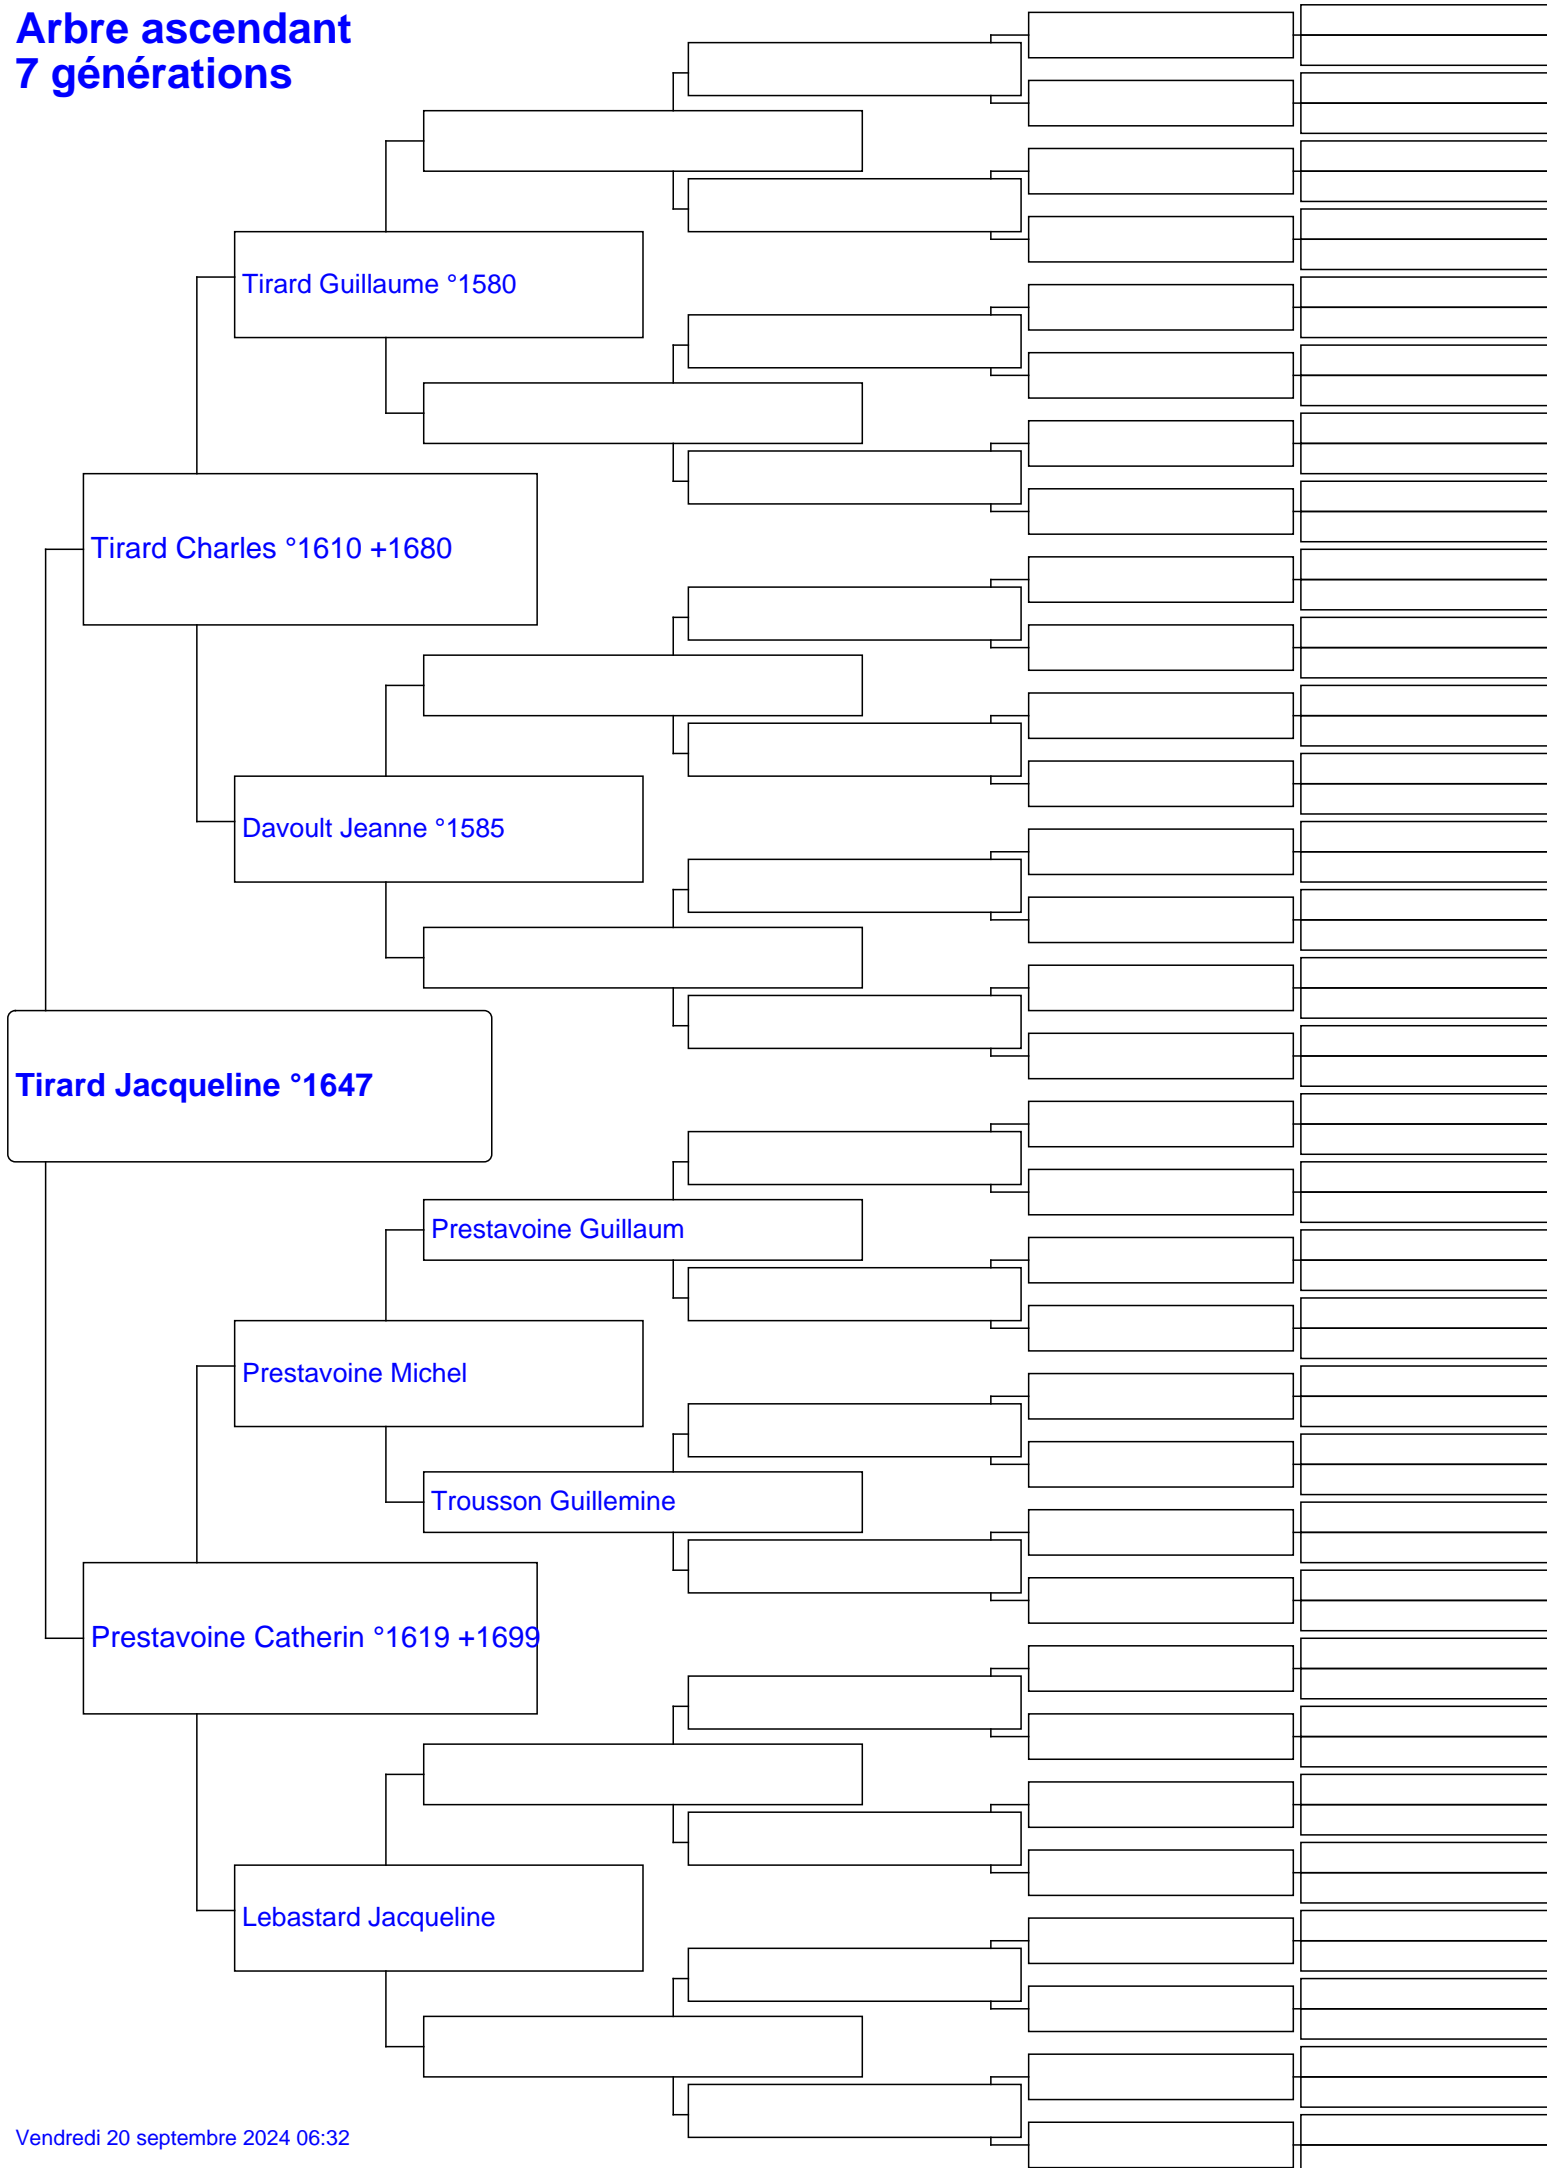 Arbre ascendant
7 générations
Tirard Guillaume °1580
Tirard Charles °1610 +1680
Davoult Jeanne °1585
Tirard Jacqueline °1647
Prestavoine Guillaum
Prestavoine Michel
Trousson Guillemine
Prestavoine Catherin °1619 +1699
Lebastard Jacqueline
Vendredi 20 septembre 2024 06:32